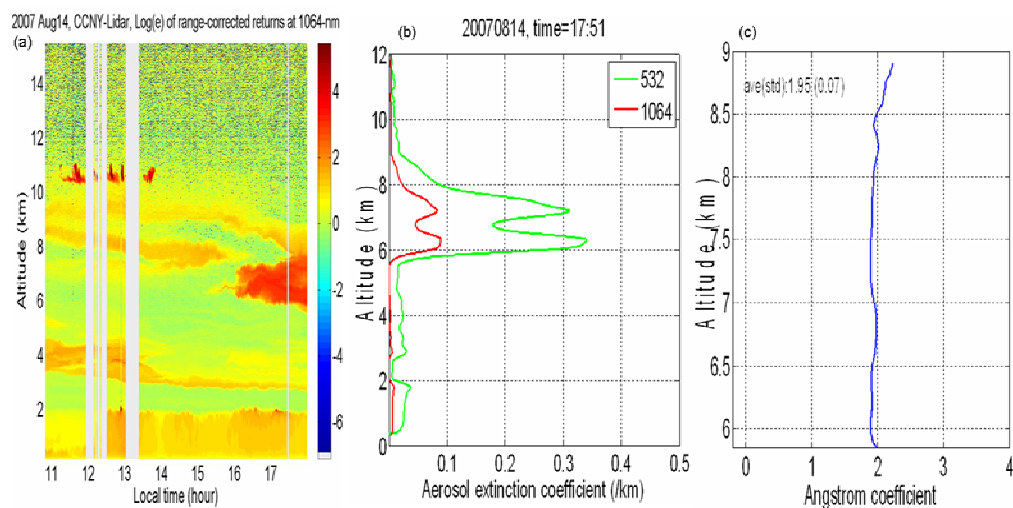 2007 Aug14, CCNY-Lidar, Log(e) of range-corrected returns at 1064-nm
(a)
14
12
10
8
6
4
2
Altitude (km)
11 12 13 14 15 16 17
Local time (hour)
4
2
0
-2
-4
-6
(b)
20070814, time=17:51
532
1064
12
10
8
6
4
2
0
Altitude (km)
0.1 0.2 0.3 0.4 0.5
Aerosol extinction coefficient (/km)
(c)
ave(std):1.95 (0.07)
9
8.5
8
7.5
7
6.5
6
Altitude (km)
0 1 2 3 4
Angstrom coefficient